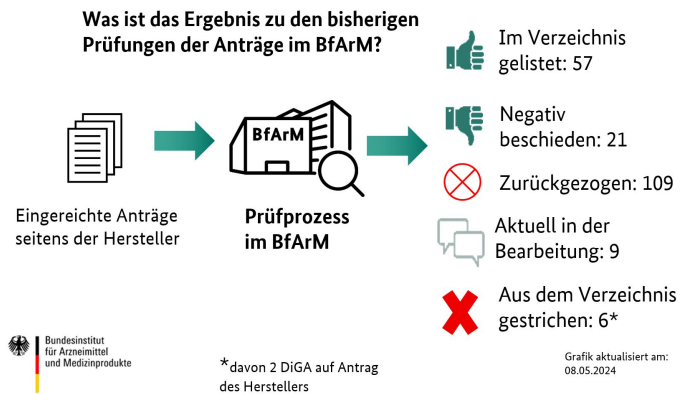 Was ist das Ergebnis zu den bisherigen
Prüfungen der Anträge im BfArM?
Eingereichte Anträge
seitens der Hersteller
BfArM
Prüfprozess
im BfArM
Im Verzeichnis
gelistet: 57
Negativ
beschieden: 21
Zurückgezogen: 109
Aktuell in der
Bearbeitung: 9
Aus dem Verzeichnis
gestrichen: 6*
Bundesinstitut
für Arzneimittel
und Medizinprodukte
*davon 2 DiGA auf Antrag
des Herstellers
Grafik aktualisiert am:
08.05.2024